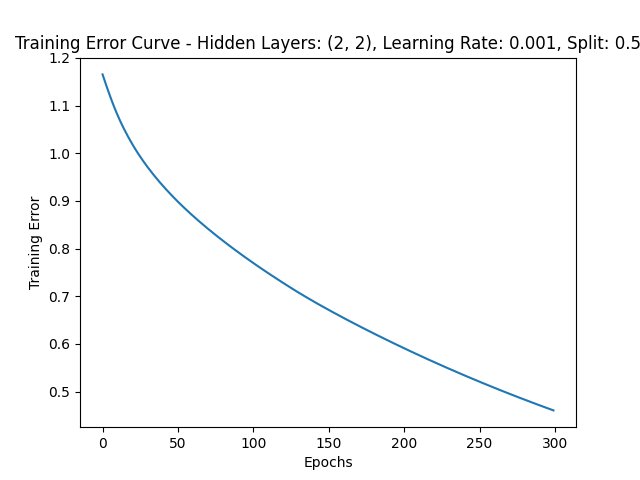 Training Error Curve - Hidden Layers: (2, 2), Learning Rate: 0.001, Split: 0.5
1.2
1.1
1.0
0.9
0.8
0.7
0.6
0.5
Training Error
0 50 100 150 200 250 300
Epochs